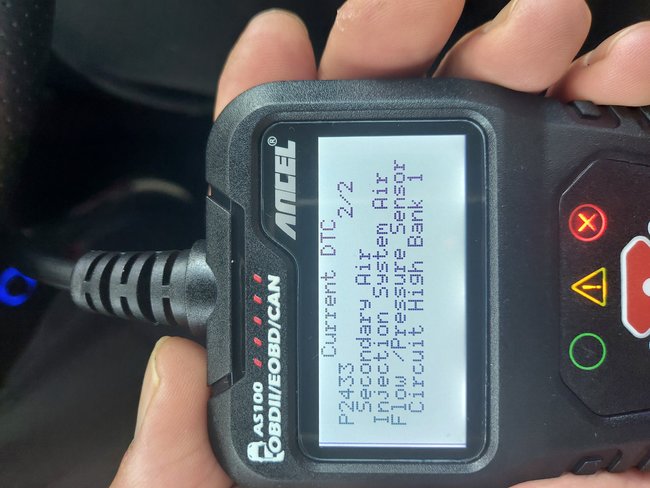 ANCEL®
Current DTC
P2433 2/2
Secondary Air
Injection System Air
Flow /Pressure Sensor
Circuit High Bank 1
AS100
OBDII/EOBD/CAN